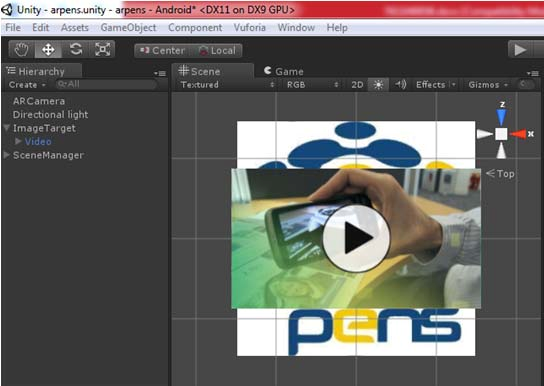 Unity - arpens.unity - arpens - Android* <DX11 on DX9 GPU>
File Edit Assets GameObject Component Vuforia Window Help
Center Local
Hierarchy
Create All
ARCamera
Directional light
ImageTarget
Video
SceneManager
Scene Game
Textured RGB 2D Effects Gizmos
z
x
Top
pens